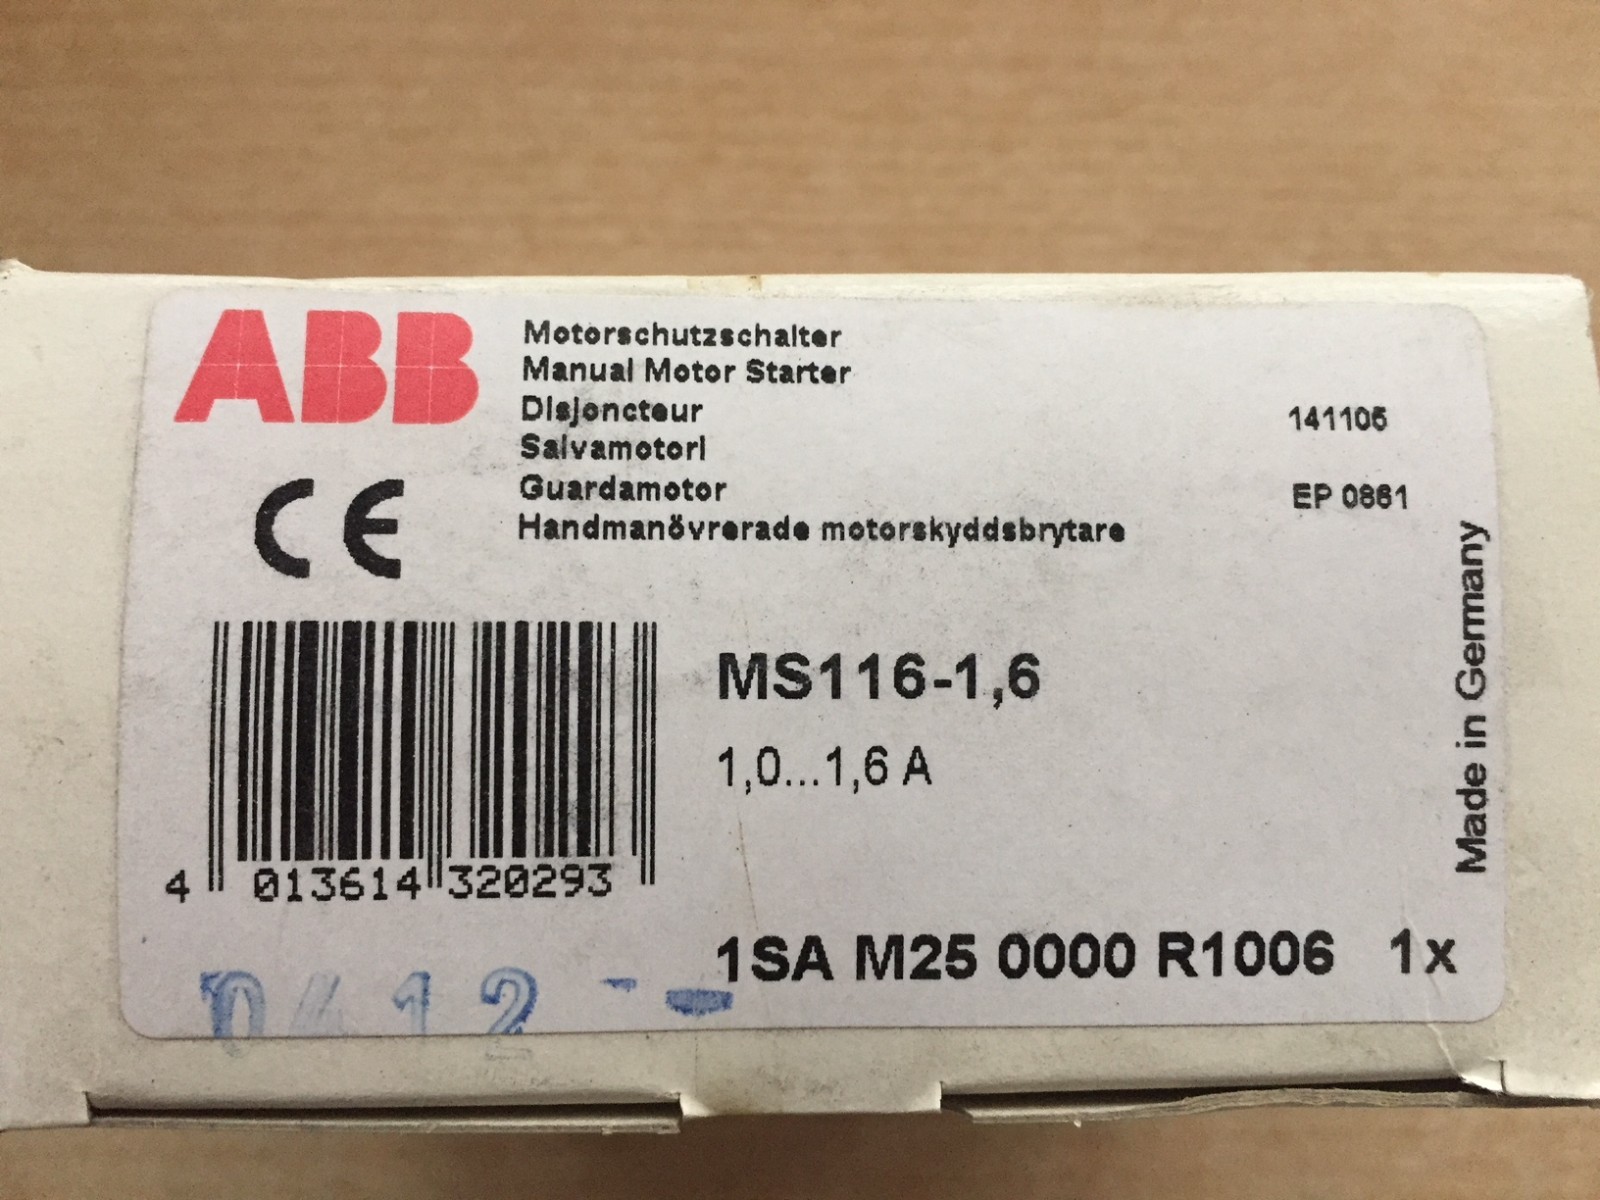 ABB
Motorschutzschalter
Manual Motor Starter
Disjoncteur
Salvamotori
Guardamotor
Handmanövrerade motorskyddsbrytare
141105
EP 0861
CE
MS116-1,6
1,0...1,6 A
Made in Germany
4 013614 320293
1SA M25 0000 R1006 1x